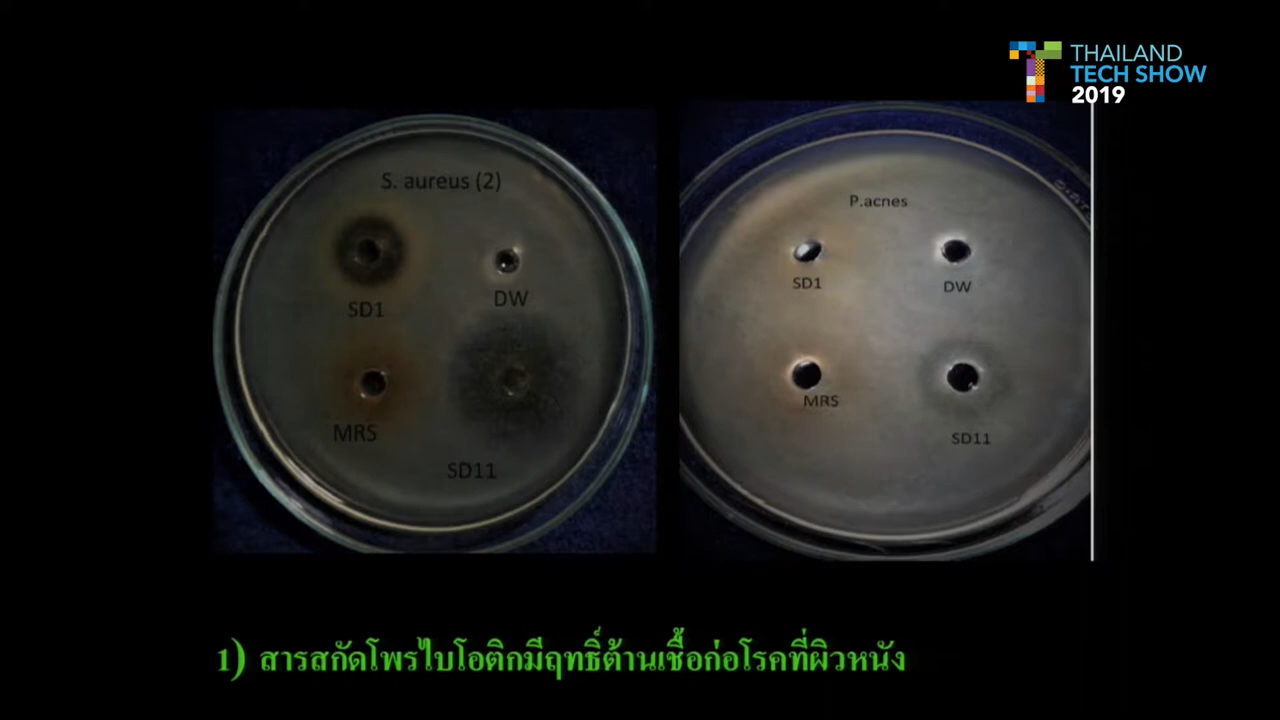 THAILAND
TECH SHOW
2019
S. aureus (2)
SD1
DW
MRS
SD11
P.acnes
SD1
DW
MRS
SD11
1) สารสกัดโพรไบโอติกมีฤทธิ์ต้านเชื้อก่อโรคที่ผิวหนัง